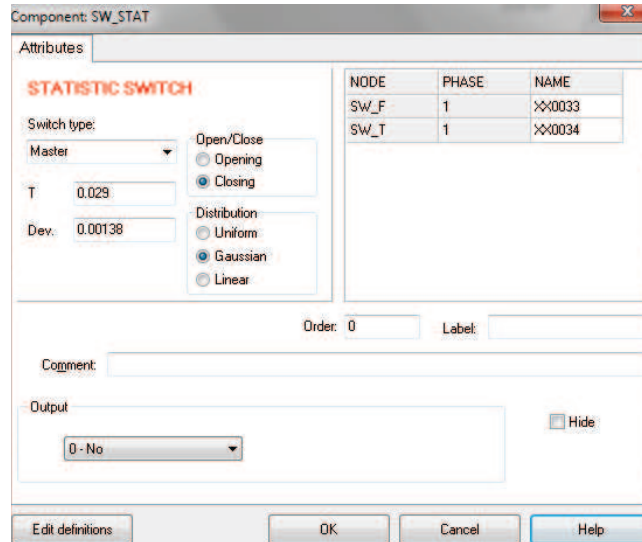 Component: SW_STAT
Attributes
STATISTIC SWITCH
Switch type:
Master
T 0.029
Dev. 0.00138
Open/Close
Opening
Closing
Distribution
Uniform
Gaussian
Linear
NODE PHASE NAME
SW_F 1 XX0033
SW_T 1 XX0034
Order: 0 Label:
Comment:
Output
0 - No
Hide
Edit definitions OK Cancel Help